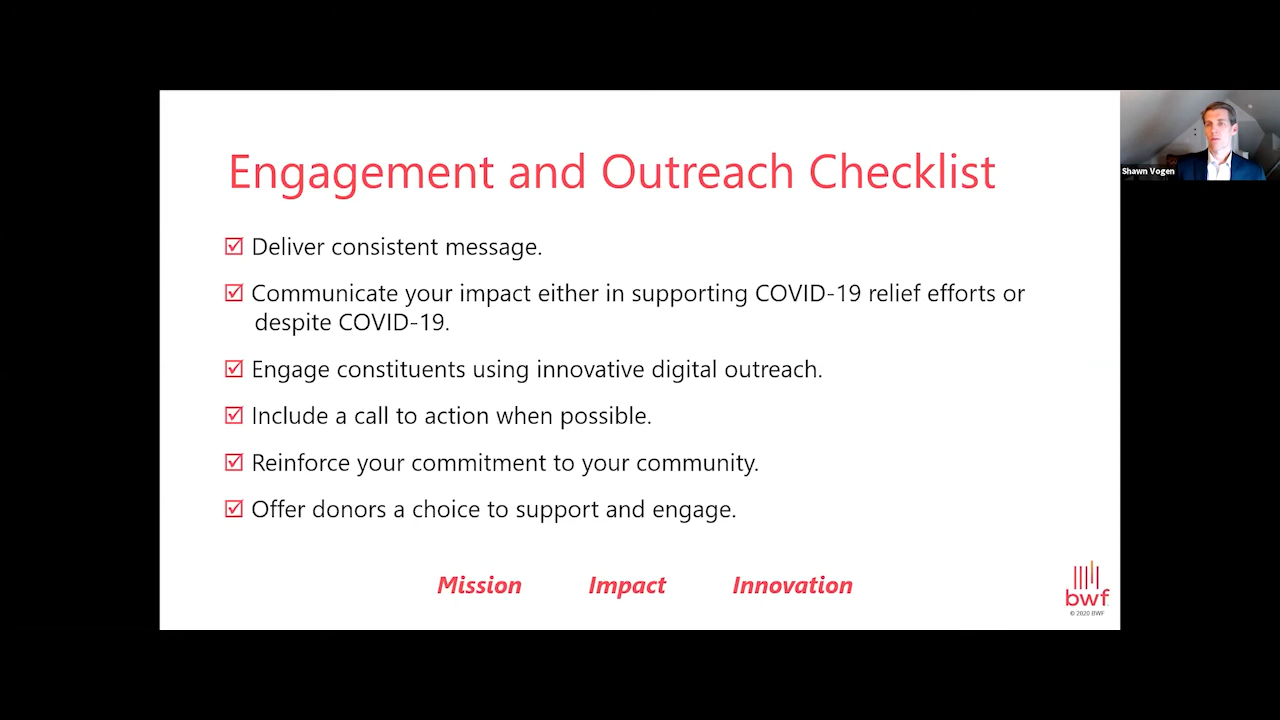 Engagement and Outreach Checklist
Shawn Vogen
☑ Deliver consistent message.
☑ Communicate your impact either in supporting COVID-19 relief efforts or
despite COVID-19.
☑ Engage constituents using innovative digital outreach.
☑ Include a call to action when possible.
☑ Reinforce your commitment to your community.
☑ Offer donors a choice to support and engage.
Mission Impact Innovation
bwf
© 2020 BWF